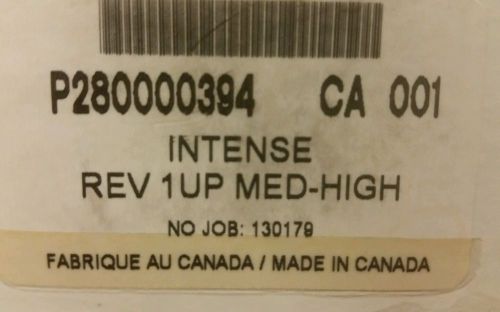 P280000394 CA 001
INTENSE
REV 1UP MED-HIGH
NO JOB: 130179
FABRIQUE AU CANADA / MADE IN CANADA